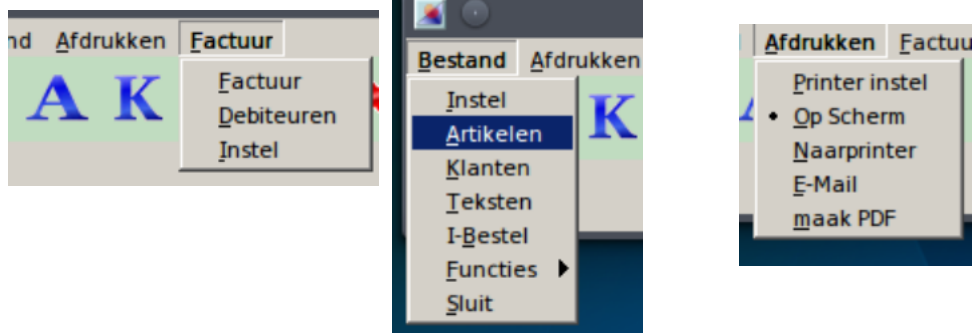 nd Afdrukken Factuur
A K
Factuur
Debiteuren
Instel
Bestand Afdrukken
K
Instel
Artikelen
Klanten
Teksten
I-Bestel
Functies
Sluit
Afdrukken Factuu
Printer instel
Op Scherm
Naarprinter
E-Mail
maak PDF